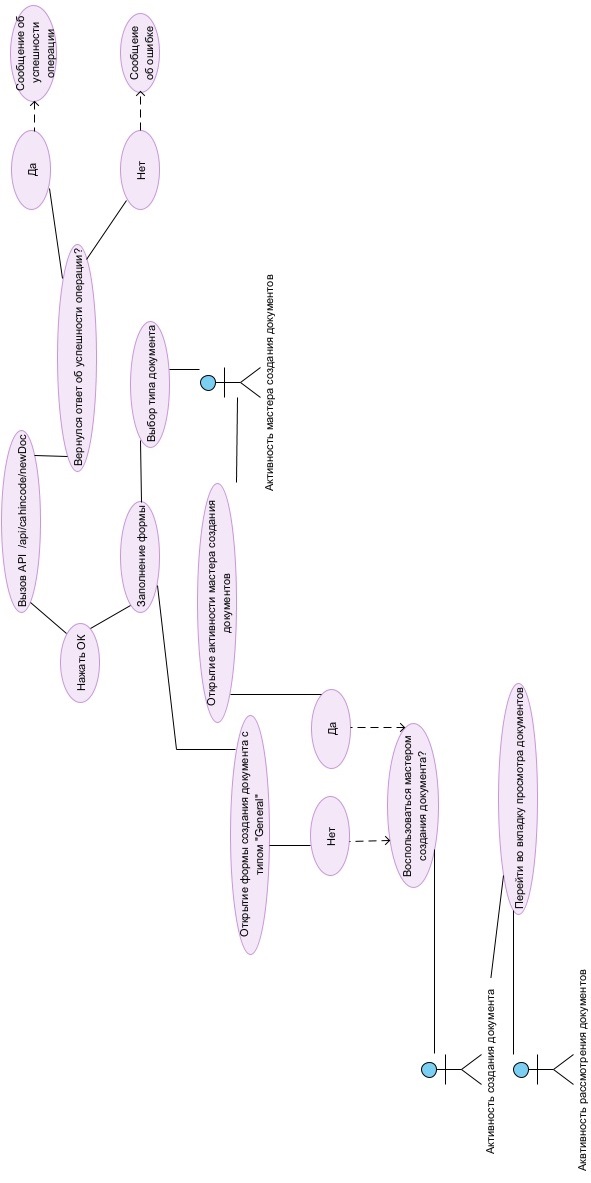 Сообщение об
успешности
операции
Да
Сообщеие
об ошибке
Нет
Вернулся ответ об успешности операции?
Вызов API /api/cahincode/newDoc
Нажать ОК
Заполнение формы
Выбор типа документа
Активность мастера создания документов
Открытие активности мастера создания
документов
Открытие формы создания документа с
типом "General"
Да
Нет
Воспользоваться мастером
создания документа?
Перейти во вкладку просмотра документов
Активность создания документа
Аквтивность рассмотрения документов